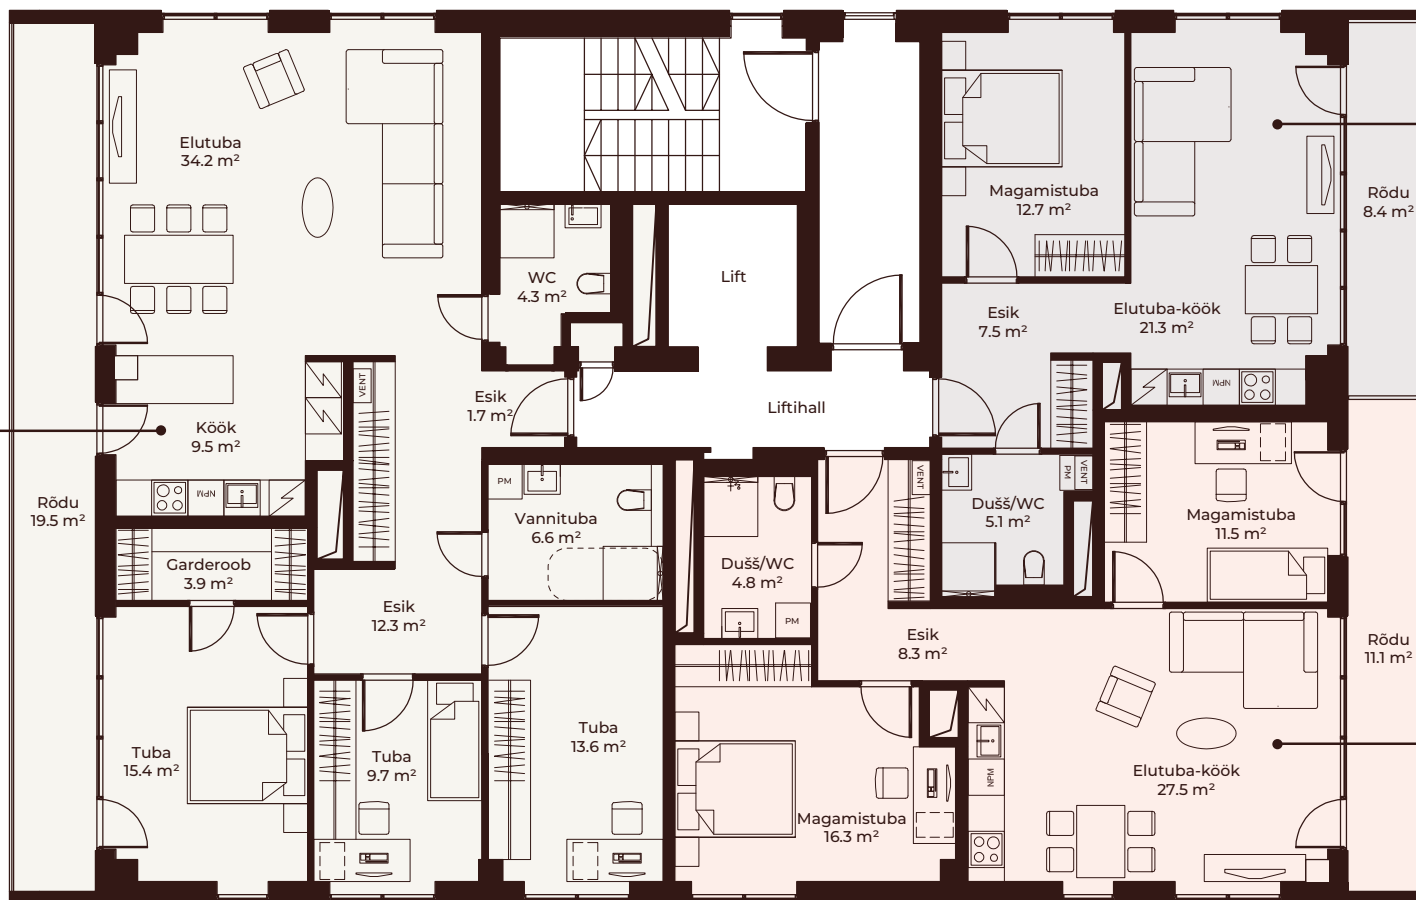 Elutuba
34.2 m²
WC
4.3 m²
Lift
Magamistuba
12.7 m²
Rõdu
8.4 m²
Esik
7.5 m²
Elutuba-köök
21.3 m²
VENT
Esik
1.7 m²
Liftihall
NPM
Köök
9.5 m²
NPM
Rõdu
19.5 m²
Garderoob
3.9 m²
PM
Vannituba
6.6 m²
Esik
12.3 m²
Dušš/WC
4.8 m²
PM
VENT
Dušš/WC
5.1 m²
PM
VENT
Magamistuba
11.5 m²
Esik
8.3 m²
Rõdu
11.1 m²
Tuba
15.4 m²
Tuba
9.7 m²
Tuba
13.6 m²
Magamistuba
16.3 m²
NPM
Elutuba-köök
27.5 m²